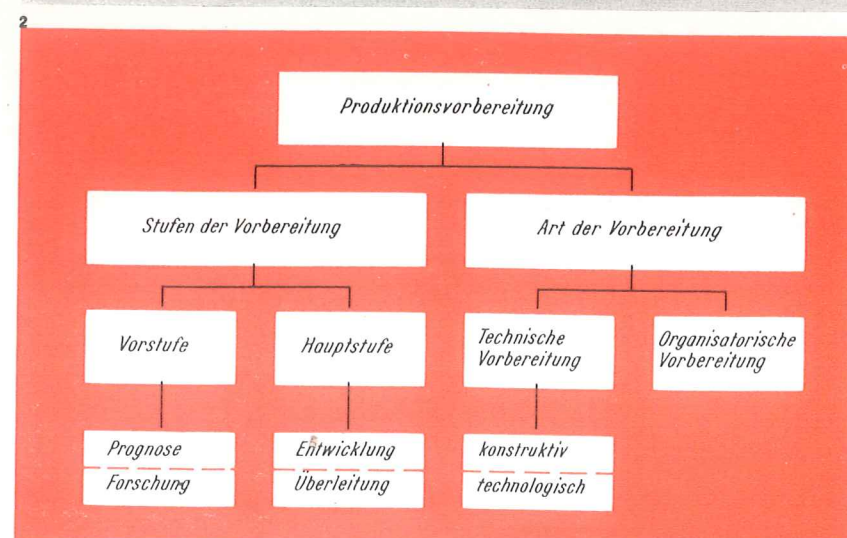 2
Produktionsvorbereitung
Stufen der Vorbereitung
Art der Vorbereitung
Vorstufe
Hauptstufe
Technische
Vorbereitung
Organisatorische
Vorbereitung
Prognose
Forschung
Entwicklung
Überleitung
konstruktiv
technologisch